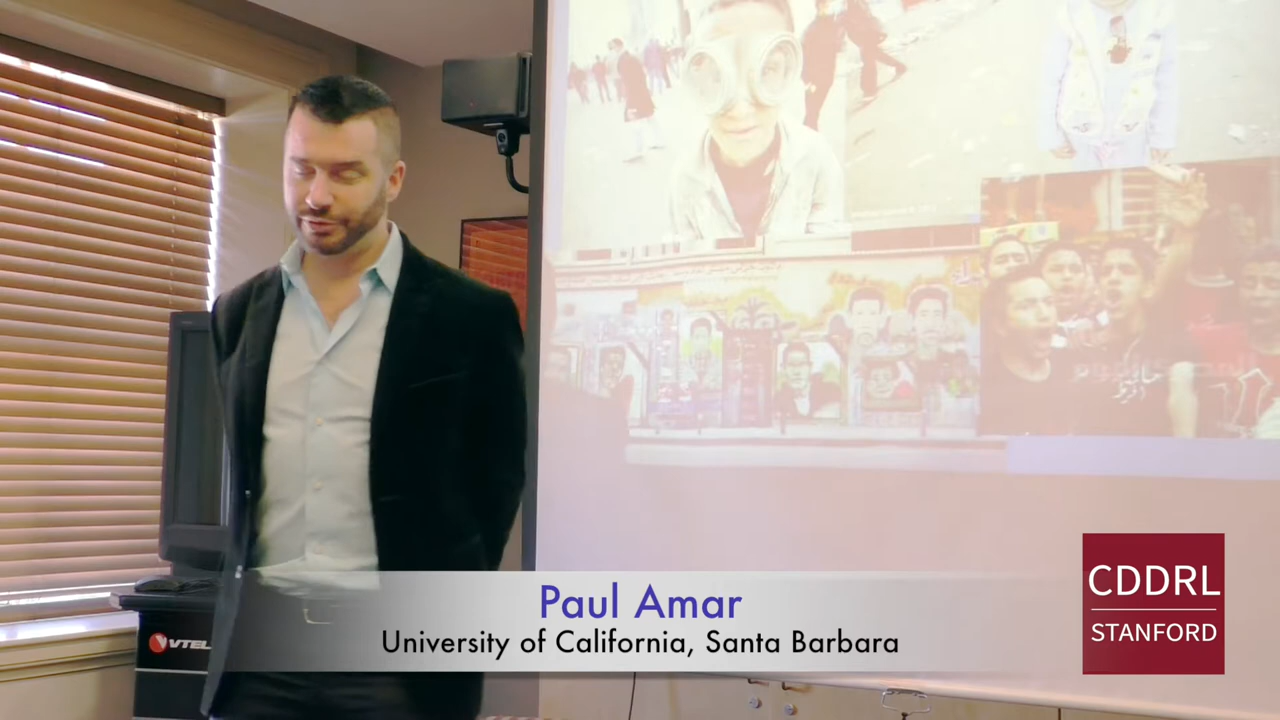 Paul Amar
University of California, Santa Barbara
CDDRL
STANFORD
VTEL